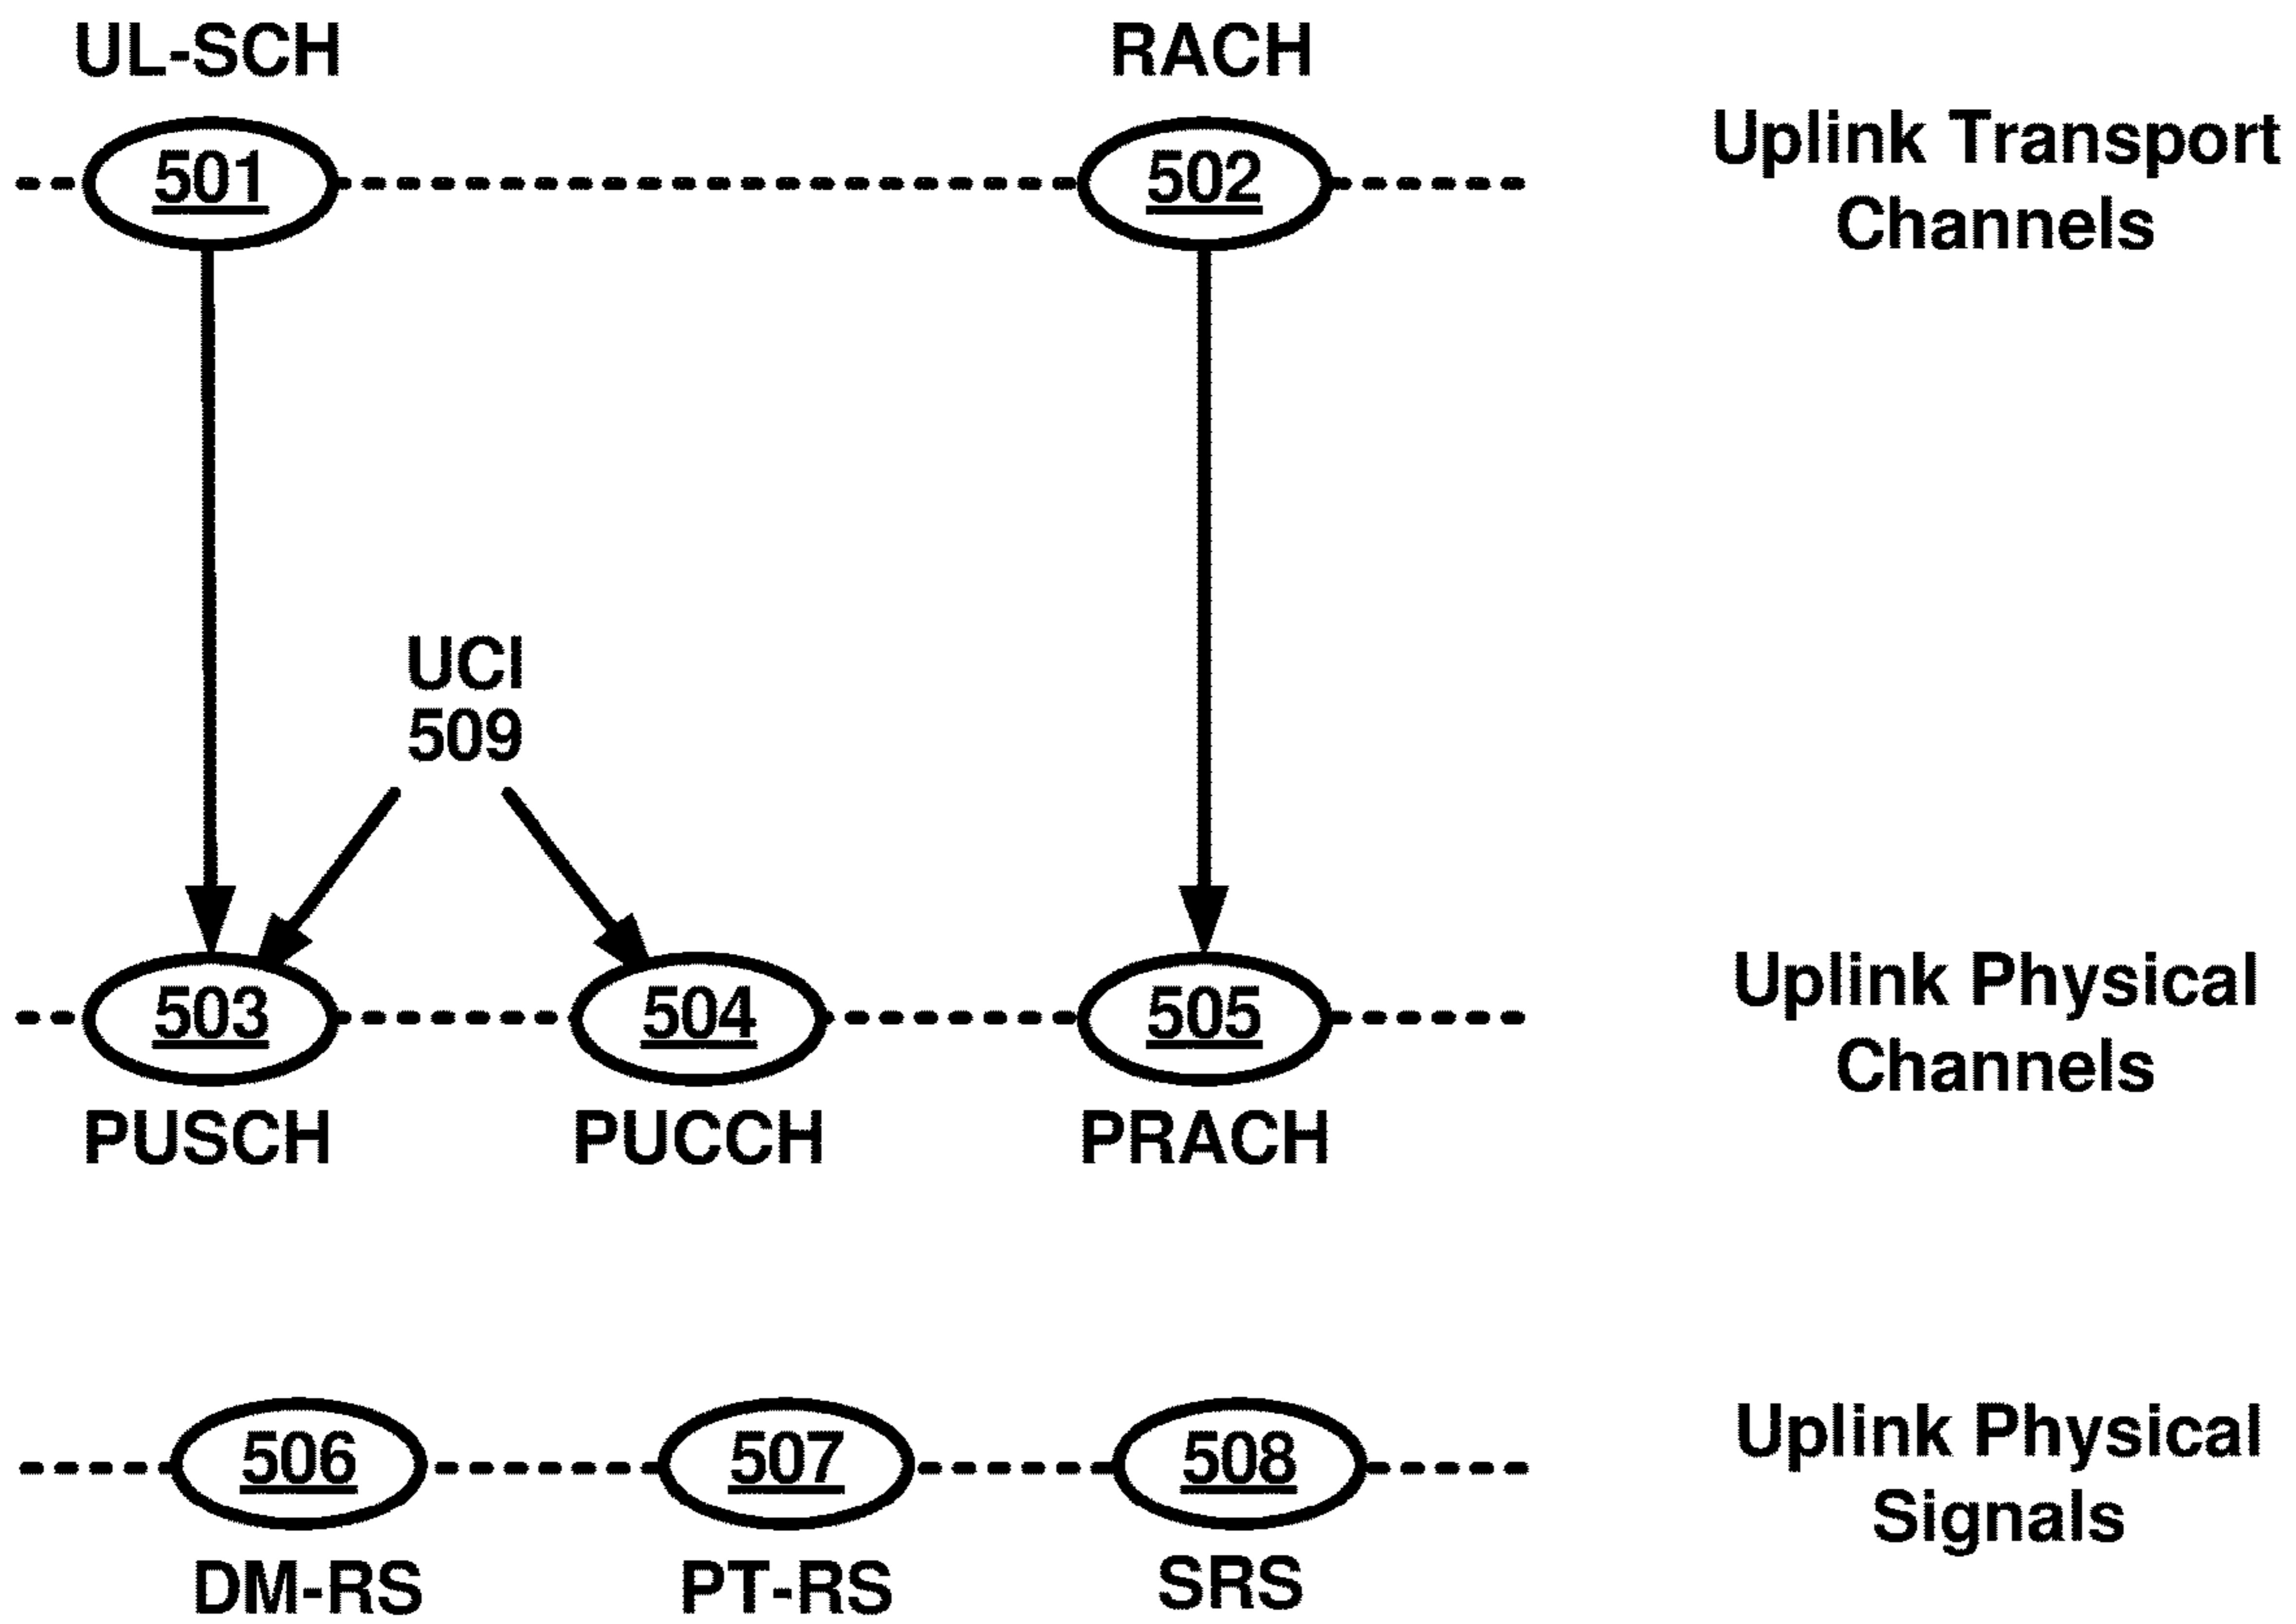 UL-SCH
RACH
501
502
Uplink Transport
Channels
UCI
509
503
504
505
Uplink Physical
Channels
PUSCH
PUCCH
PRACH
506
507
508
Uplink Physical
Signals
DM-RS
PT-RS
SRS